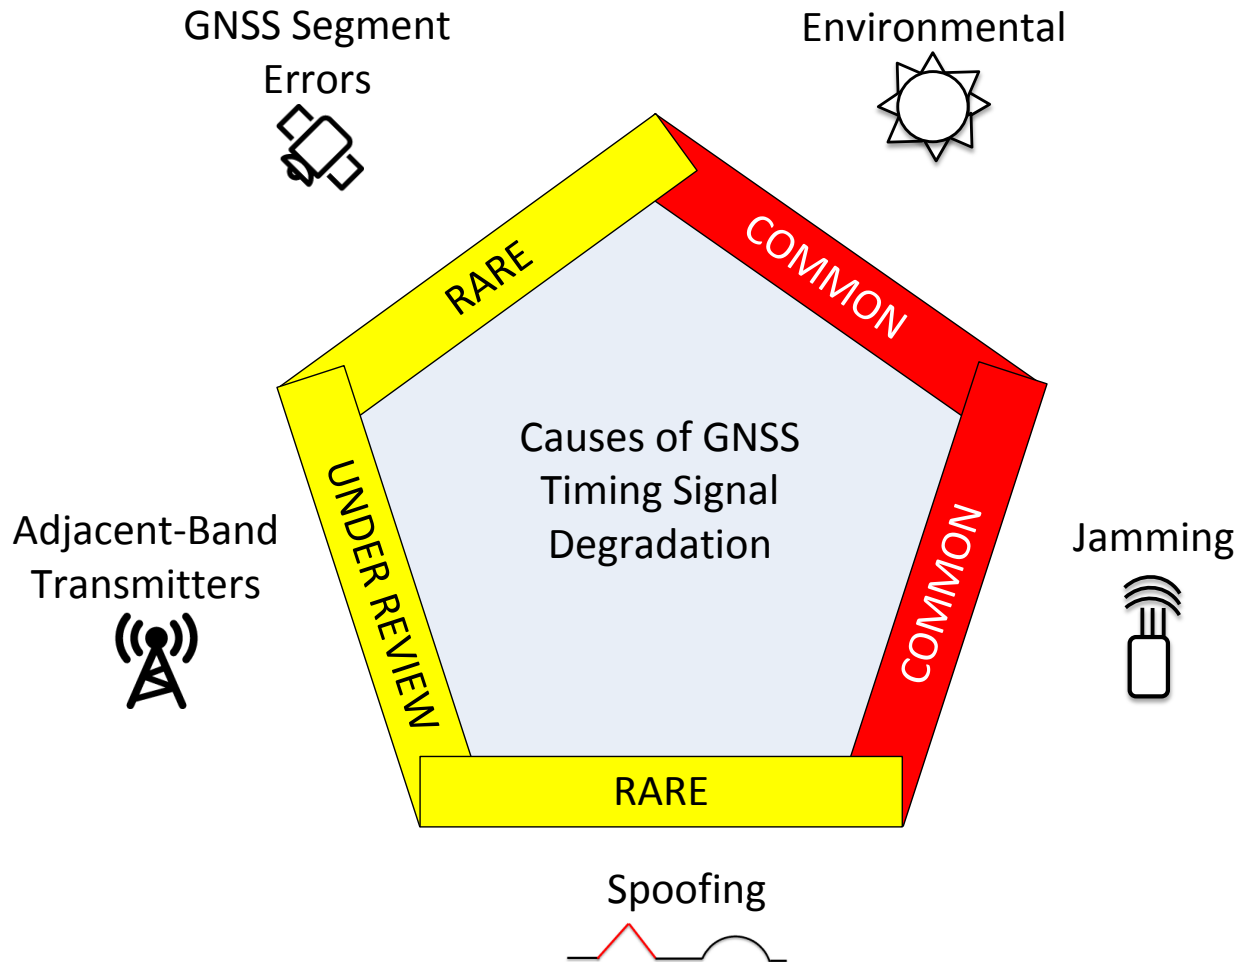 GNSS Segment
Errors
Environmental
RARE
COMMON
Causes of GNSS
Timing Signal
Degradation
UNDER REVIEW
COMMON
Adjacent-Band
Transmitters
Jamming
RARE
Spoofing